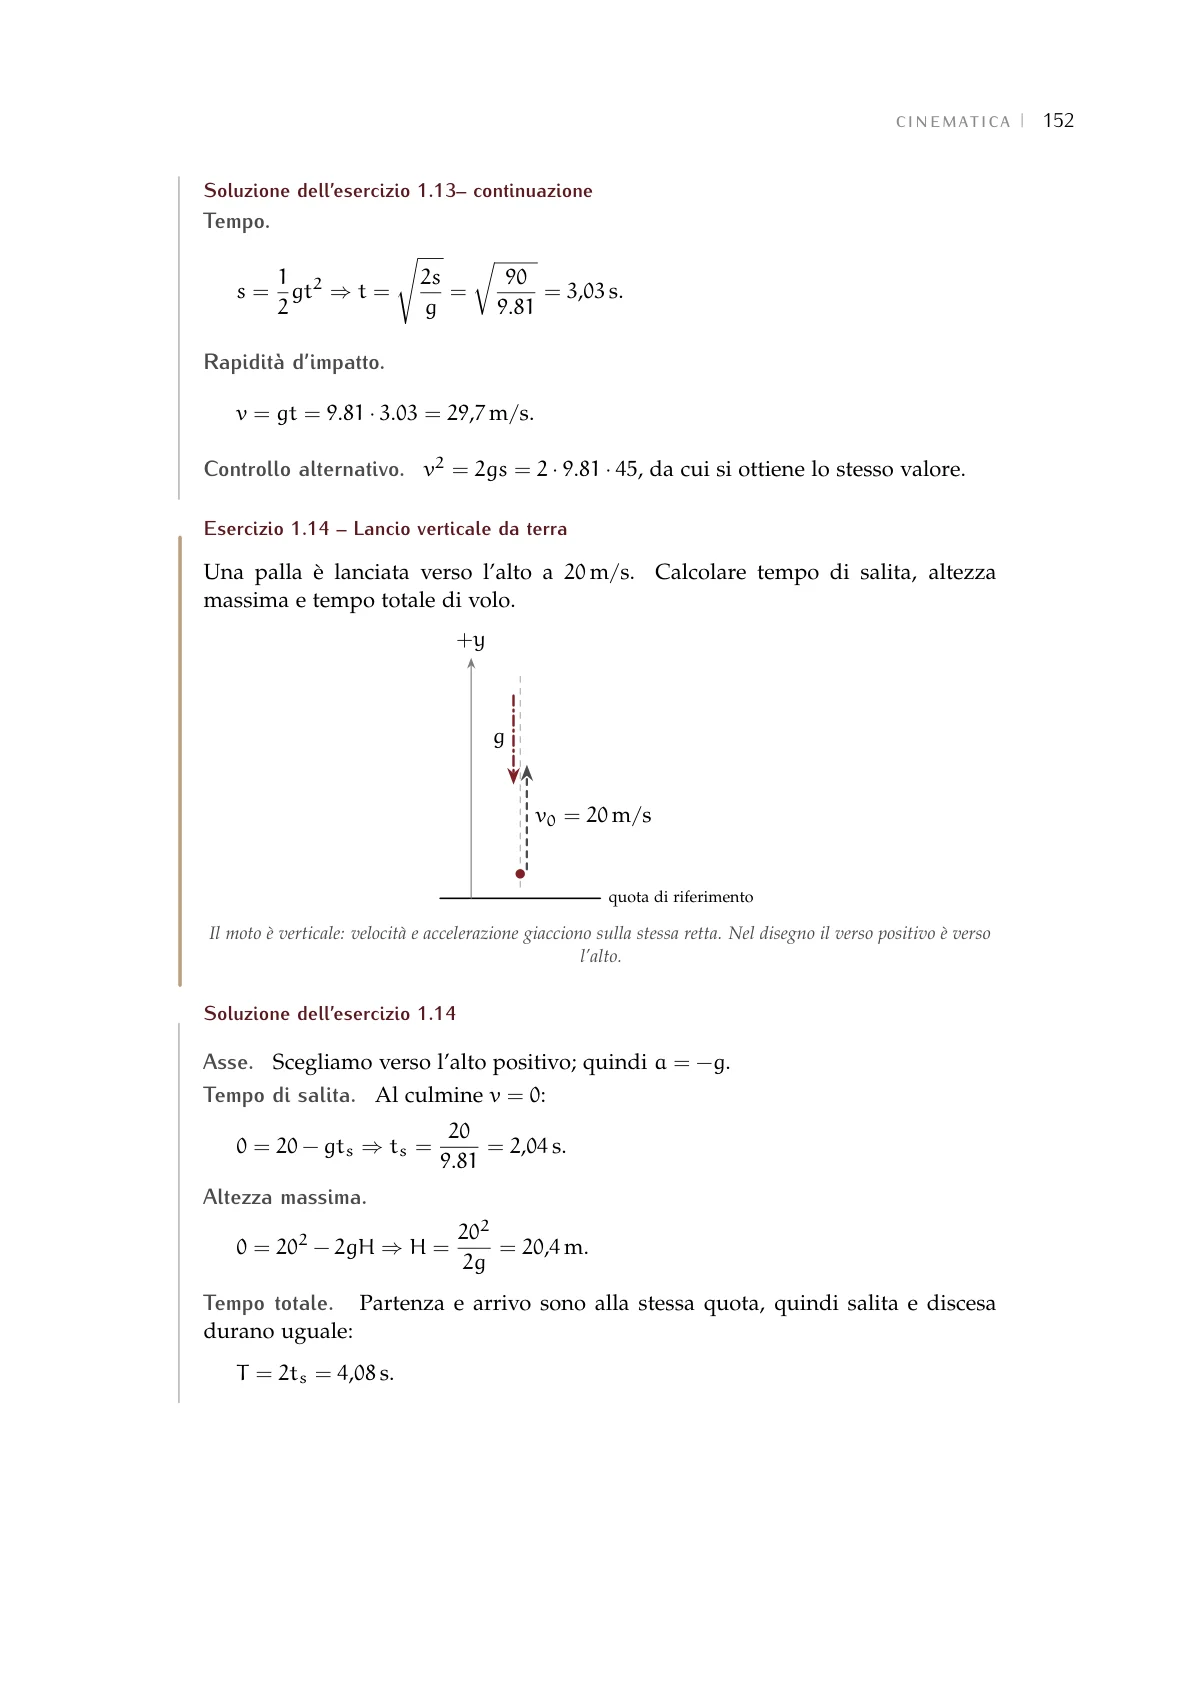 CINEMATICA | 152
Soluzione dell'esercizio 1.13– continuazione
Tempo.
s = 1/2 gt² ⇒ t = √(2s/g) = √(90/9.81) = 3,03 s.
Rapidità d'impatto.
v = gt = 9.81 · 3.03 = 29,7 m/s.
Controllo alternativo. v² = 2gs = 2 · 9.81 · 45, da cui si ottiene lo stesso valore.
Esercizio 1.14 – Lancio verticale da terra
Una palla è lanciata verso l'alto a 20 m/s. Calcolare tempo di salita, altezza
massima e tempo totale di volo.
+y
g
v₀ = 20 m/s
quota di riferimento
Il moto è verticale: velocità e accelerazione giacciono sulla stessa retta. Nel disegno il verso positivo è verso
l'alto.
Soluzione dell'esercizio 1.14
Asse. Scegliamo verso l'alto positivo; quindi a = −g.
Tempo di salita. Al culmine v = 0:
0 = 20 − gtₛ ⇒ tₛ = 20/9.81 = 2,04 s.
Altezza massima.
0 = 20² − 2gH ⇒ H = 20²/2g = 20,4 m.
Tempo totale. Partenza e arrivo sono alla stessa quota, quindi salita e discesa
durano uguale:
T = 2tₛ = 4,08 s.